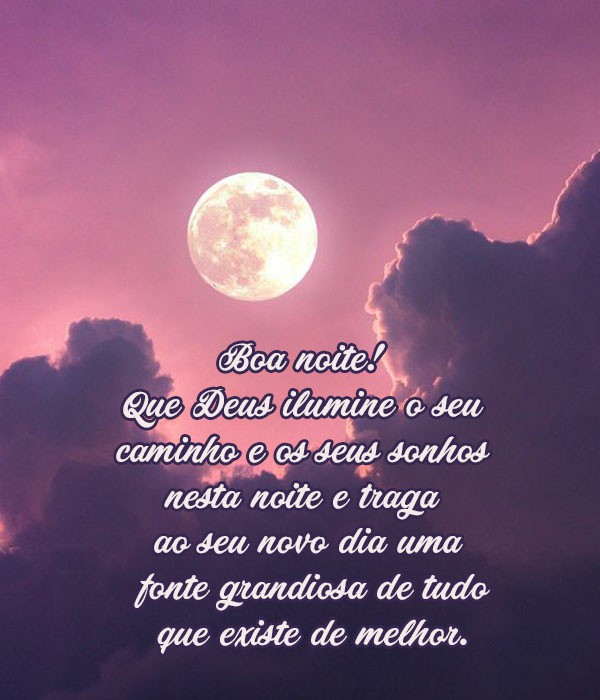 Boa noite!
Que Deus ilumine o seu
caminho e os seus sonhos
nesta noite e traga
ao seu novo dia uma
fonte grandiosa de tudo
que existe de melhor.